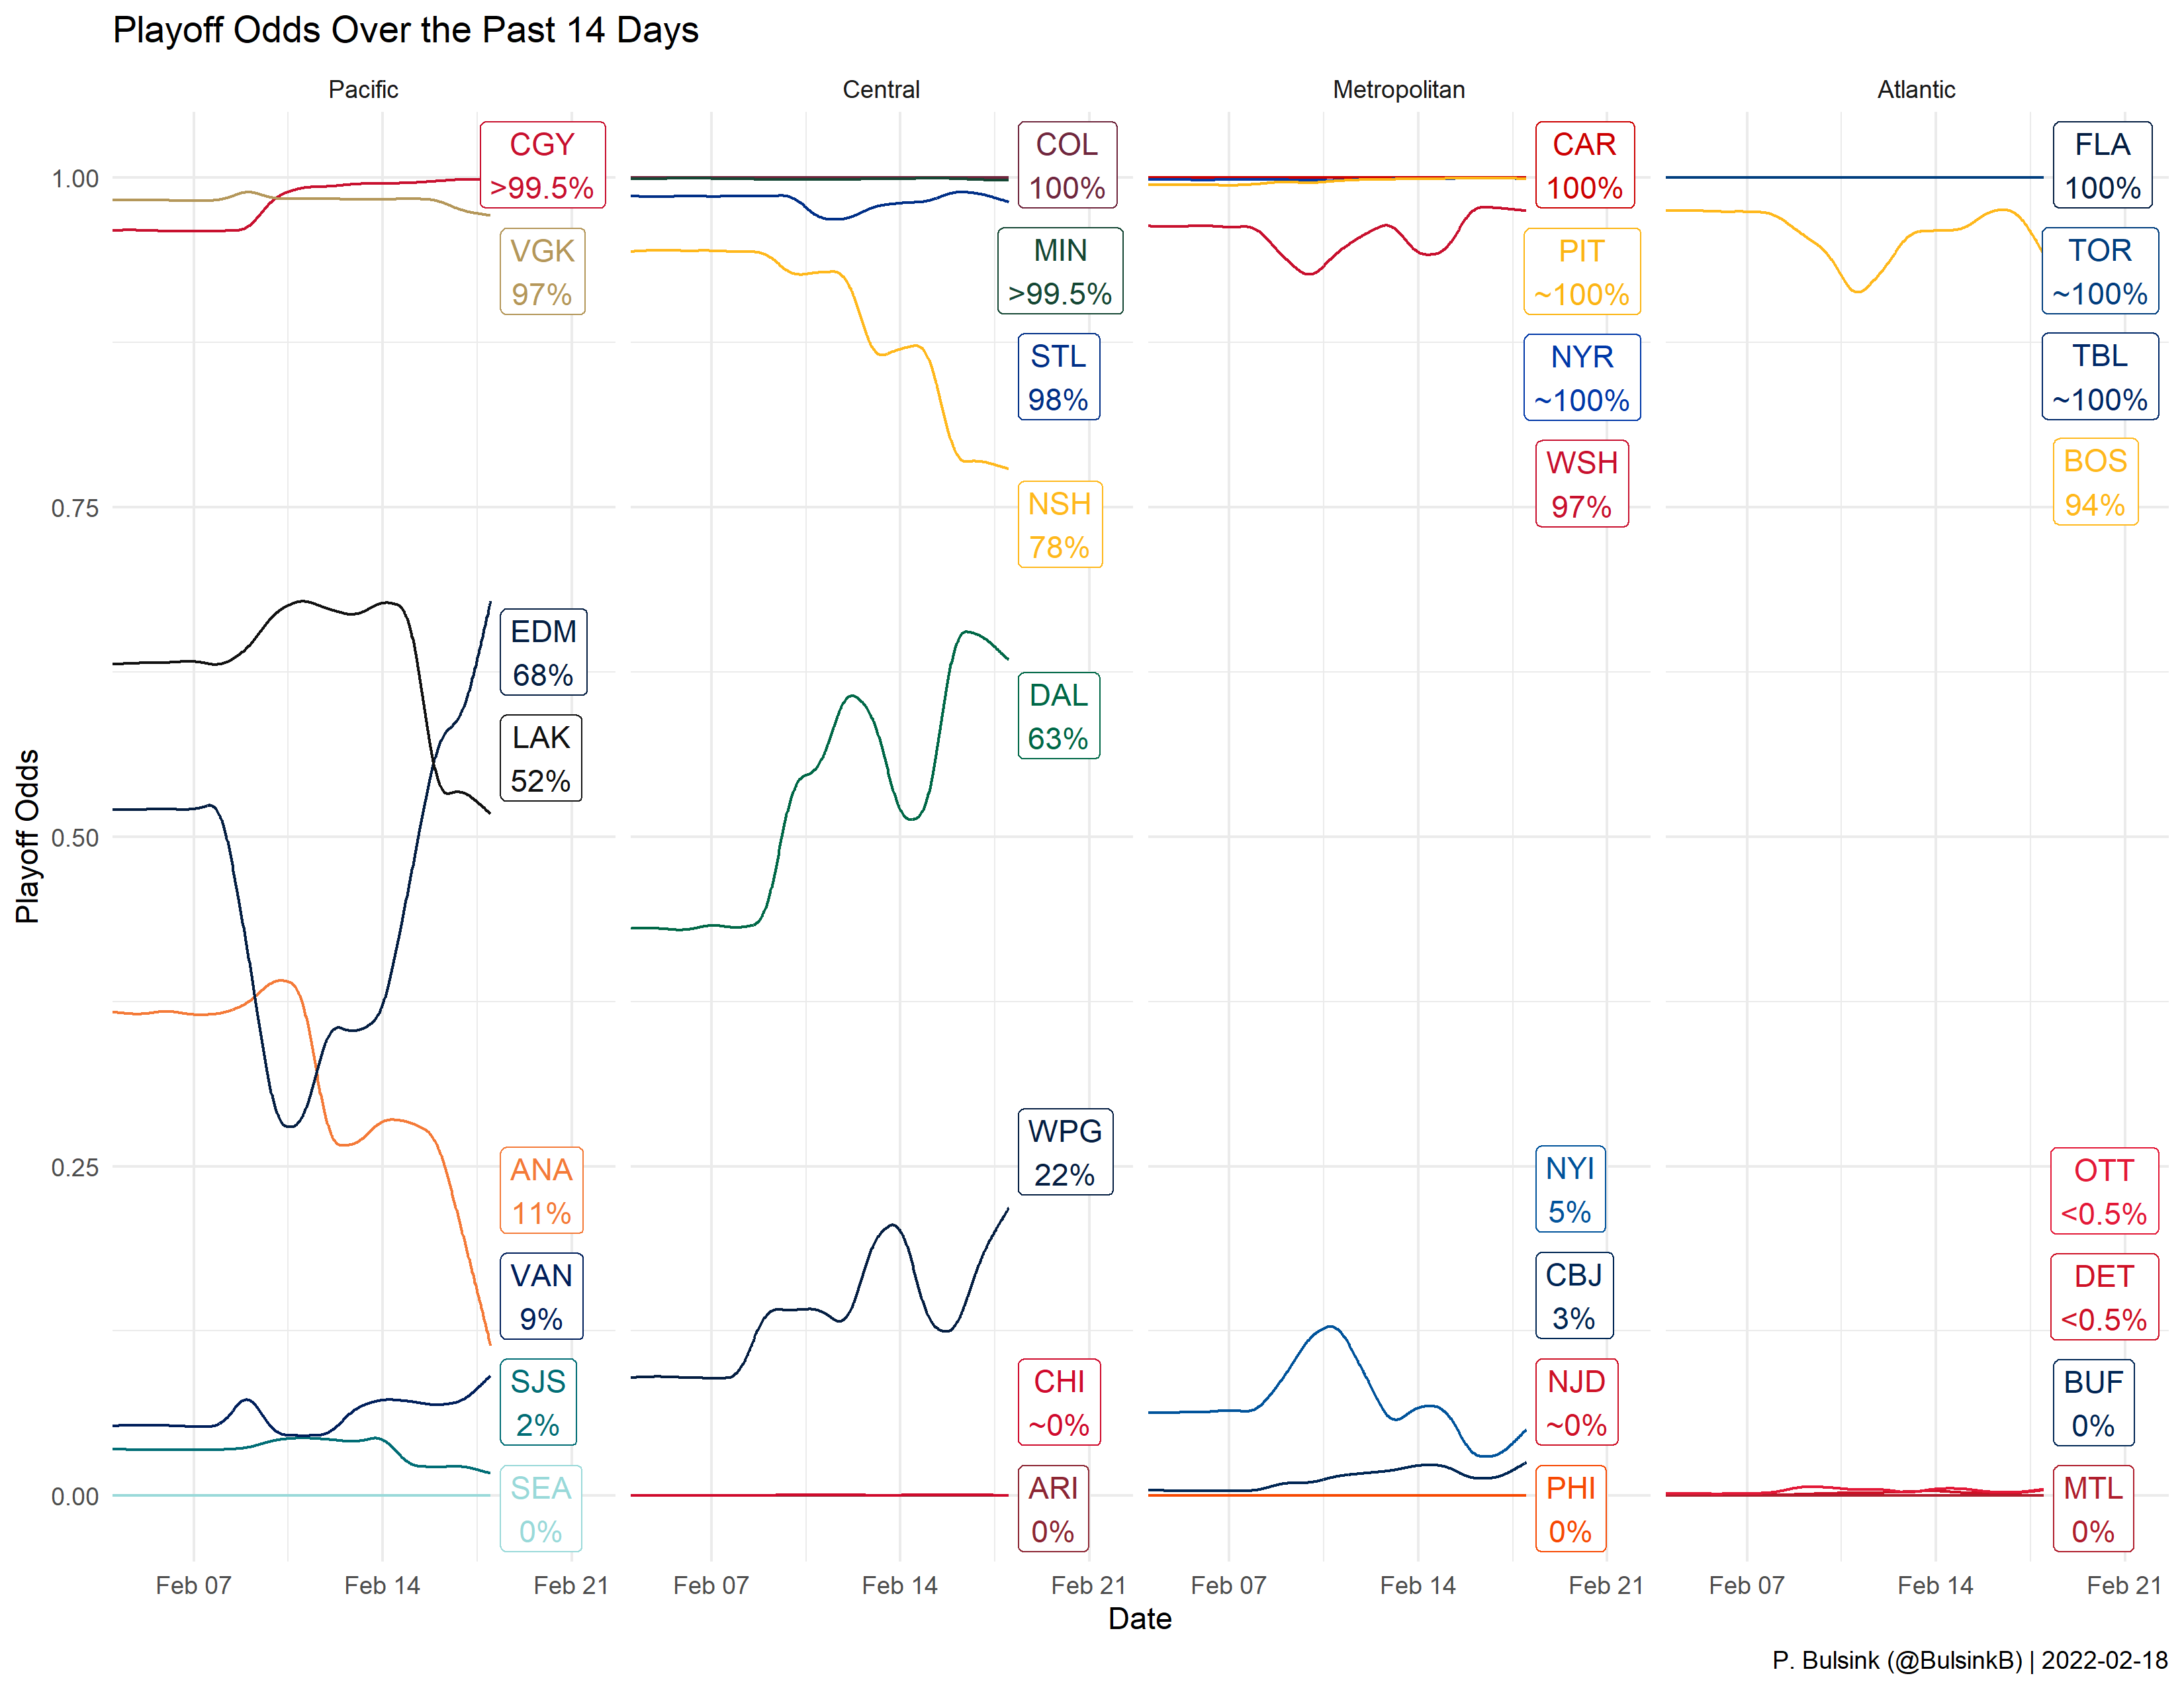 Playoff Odds Over the Past 14 Days
Pacific
Central
Metropolitan
Atlantic
Playoff Odds
1.00
0.75
0.50
0.25
0.00
CGY
>99.5%
VGK
97%
EDM
68%
LAK
52%
ANA
11%
VAN
9%
SJS
2%
SEA
0%
COL
100%
MIN
>99.5%
STL
98%
NSH
78%
DAL
63%
WPG
22%
CHI
~0%
ARI
0%
CAR
100%
PIT
~100%
NYR
~100%
WSH
97%
NYI
5%
CBJ
3%
NJD
~0%
PHI
0%
FLA
100%
TOR
~100%
TBL
~100%
BOS
94%
OTT
<0.5%
DET
<0.5%
BUF
0%
MTL
0%
Feb 07
Feb 14
Feb 21
Feb 07
Feb 14
Feb 21
Feb 07
Feb 14
Feb 21
Feb 07
Feb 14
Feb 21
Date
P. Bulsink (@BulsinkB) | 2022-02-18